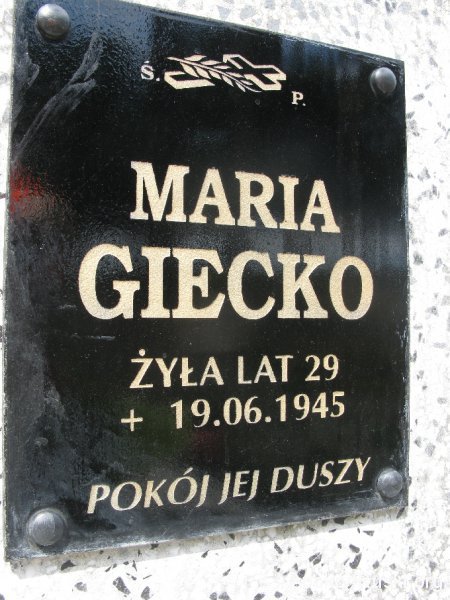 Ś. P.
MARIA
GIECKO
ŻYŁA LAT 29
+ 19.06.1945
POKÓJ JEJ DUSZY